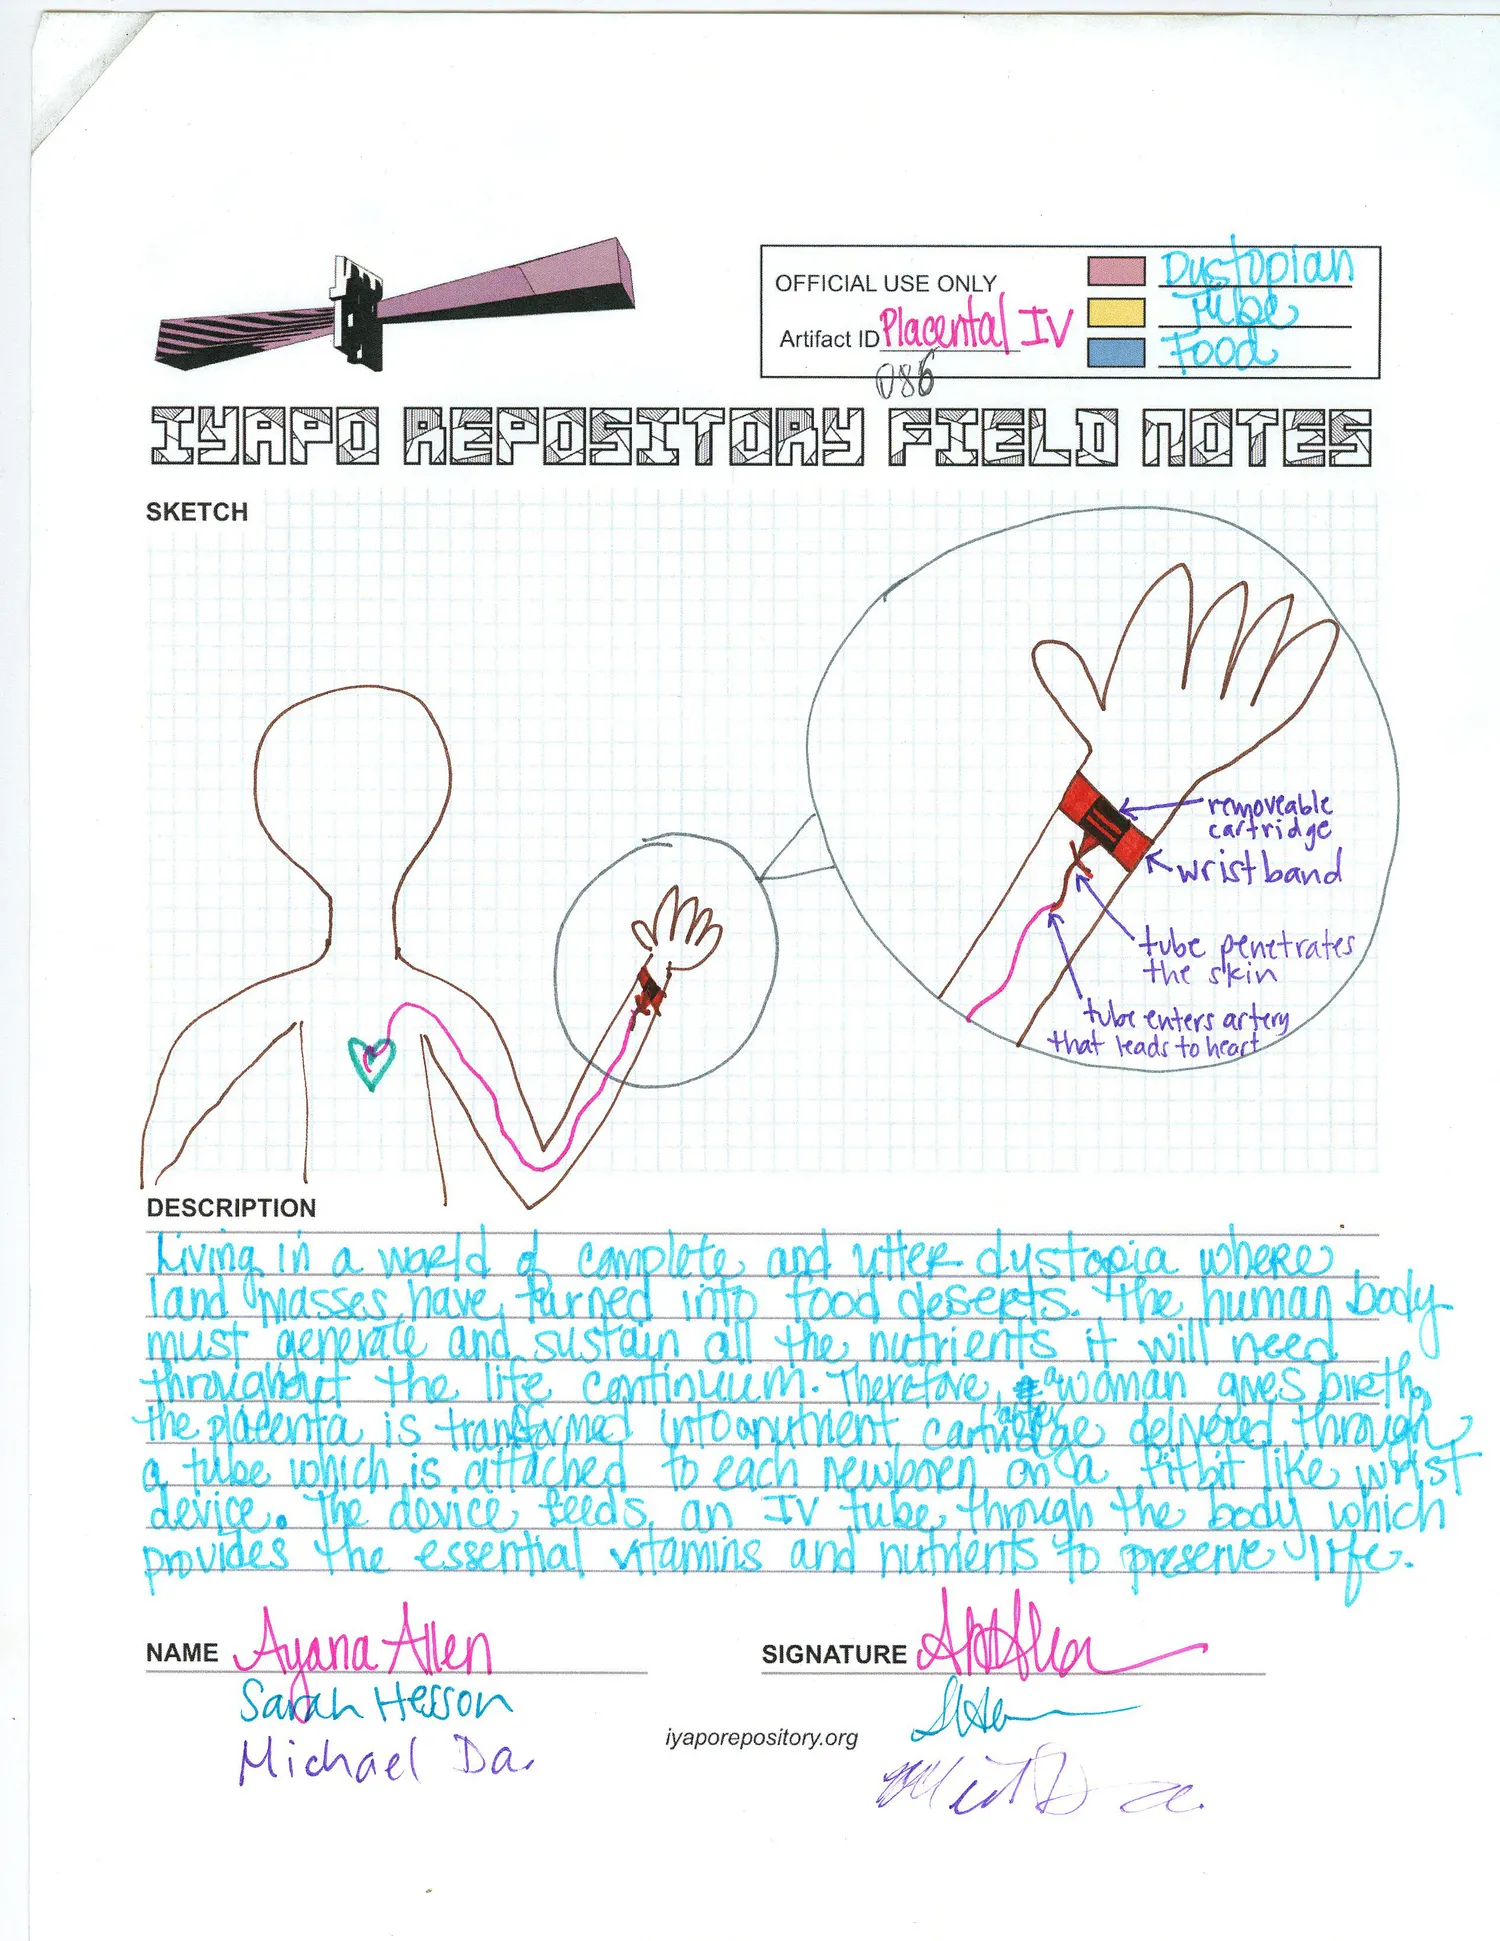 OFFICIAL USE ONLY
Artifact ID Placental IV
086
Dystopian
Tube
Food
IYAPO REPOSITORY FIELD NOTES
SKETCH
removeable
cartridge
wristband
tube penetrates
the skin
tube enters artery
that leads to heart
DESCRIPTION
Living in a world of complete and utter dystopia where
land masses have turned into food deserts. The human body
must generate and sustain all the nutrients it will need
throughout the life continuum. Therefore, after a woman gives birth,
the placenta is transformed into a nutrient cartridge delivered through
a tube which is attached to each newborn on a fitbit like wrist
device. The device feeds an IV tube through the body which
provides the essential vitamins and nutrients to preserve life.
NAME Ayana Allen
Sarah Hesson
Michael Da.
SIGNATURE
iyaporepository.org